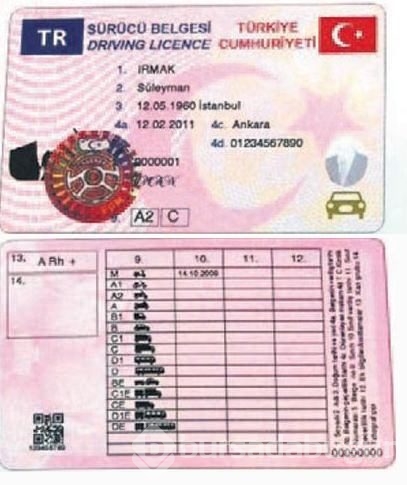 TR
SÜRÜCÜ BELGESİ TÜRKİYE
DRIVING LICENCE CUMHURİYETİ
1. IRMAK
2. Süleyman
3 12.05.1960 İstanbul
4a 12.02.2011 4c. Ankara
4d. 01234567890
0000001
9. A2 C
13. A Rh +
14.
9. 10. 11. 12.
M 14.10.2009
A1
A2
A
B1
B
C1
C
D1
D
BE
C1E
CE
D1E
DE
123456789
00000000